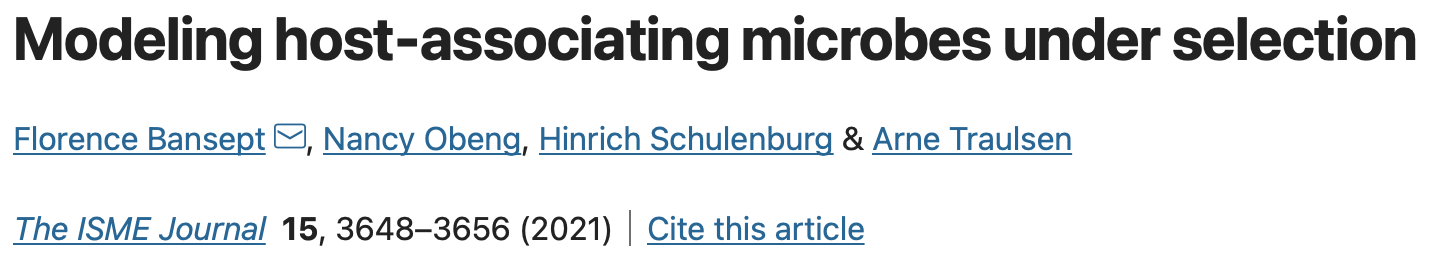 Modeling host-associating microbes under selection
Florence Bansept, Nancy Obeng, Hinrich Schulenburg & Arne Traulsen
The ISME Journal 15, 3648–3656 (2021) | Cite this article